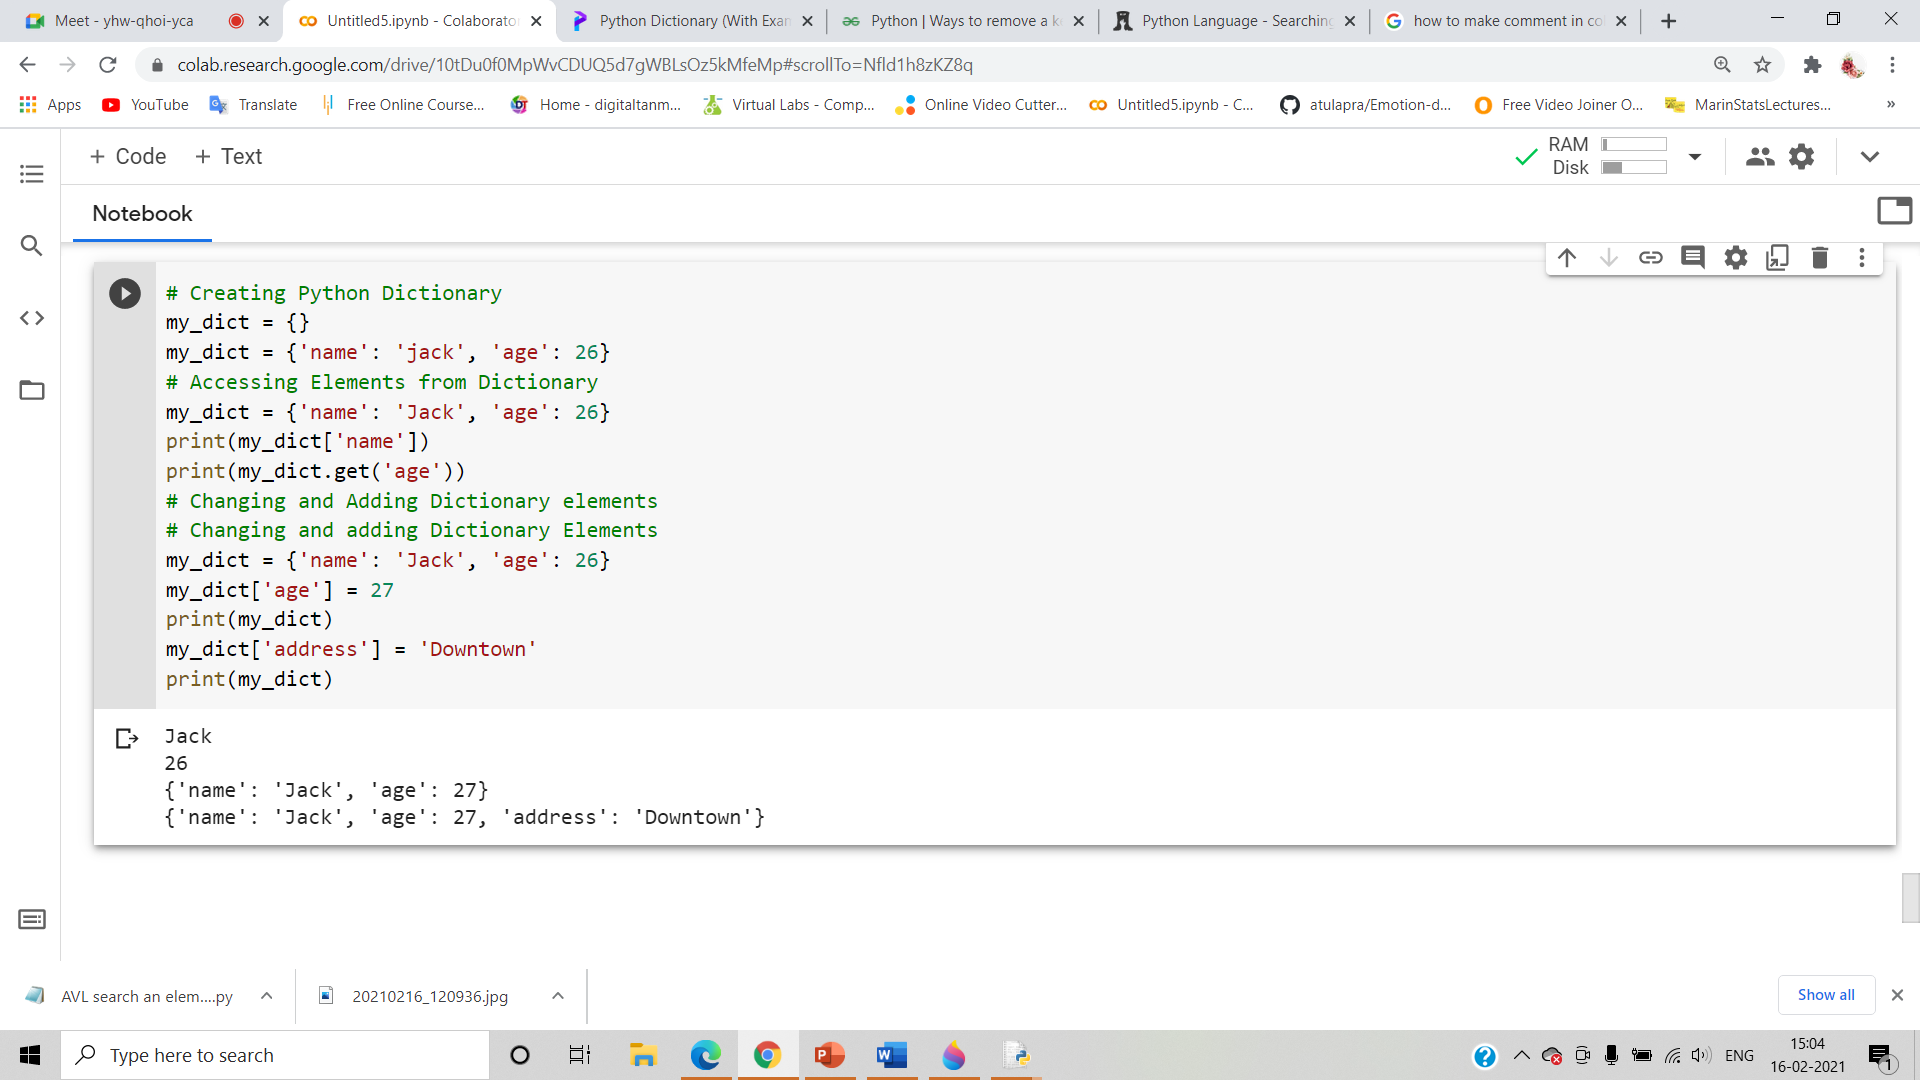 Meet - yhw-qhoi-yca
Untitled5.ipynb - Colaborato
Python Dictionary (With Exan
Python | Ways to remove a k
Python Language - Searching
how to make comment in co
colab.research.google.com/drive/10tDu0f0MpWvCDUQ5d7gWBLsOz5kMfeMp#scrollTo=Nfld1h8zKZ8q
Apps
YouTube
Translate
Free Online Course...
Home - digitaltanm...
Virtual Labs - Comp...
Online Video Cutter...
Untitled5.ipynb - C...
atulapra/Emotion-d...
Free Video Joiner O...
MarinStatsLectures...
+ Code
+ Text
RAM
Disk
Notebook
# Creating Python Dictionary
my_dict = {}
my_dict = {'name': 'jack', 'age': 26}
# Accessing Elements from Dictionary
my_dict = {'name': 'Jack', 'age': 26}
print(my_dict['name'])
print(my_dict.get('age'))
# Changing and Adding Dictionary elements
# Changing and adding Dictionary Elements
my_dict = {'name': 'Jack', 'age': 26}
my_dict['age'] = 27
print(my_dict)
my_dict['address'] = 'Downtown'
print(my_dict)
Jack
26
{'name': 'Jack', 'age': 27}
{'name': 'Jack', 'age': 27, 'address': 'Downtown'}
AVL search an elem....py
20210216_120936.jpg
Show all
Type here to search
ENG
15:04
16-02-2021
1